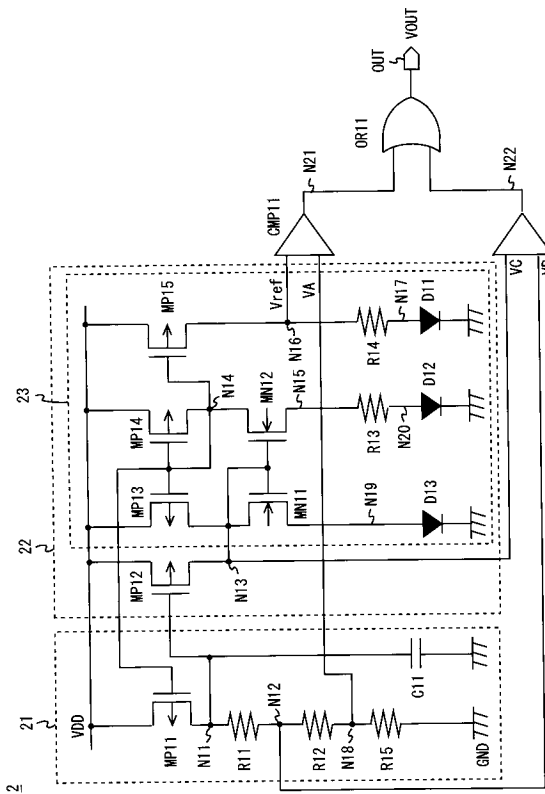 2
21
22
23
VDD
MP11
MP12
MP13
MP14
MP15
N14
MN11
MN12
N13
N15
N16
Vref
VA
CMP11
N21
OR11
OUT
VOUT
N22
VC
N11
R11
N12
R12
N18
R15
C11
GND
N19
D13
R13
N20
D12
R14
N17
D11